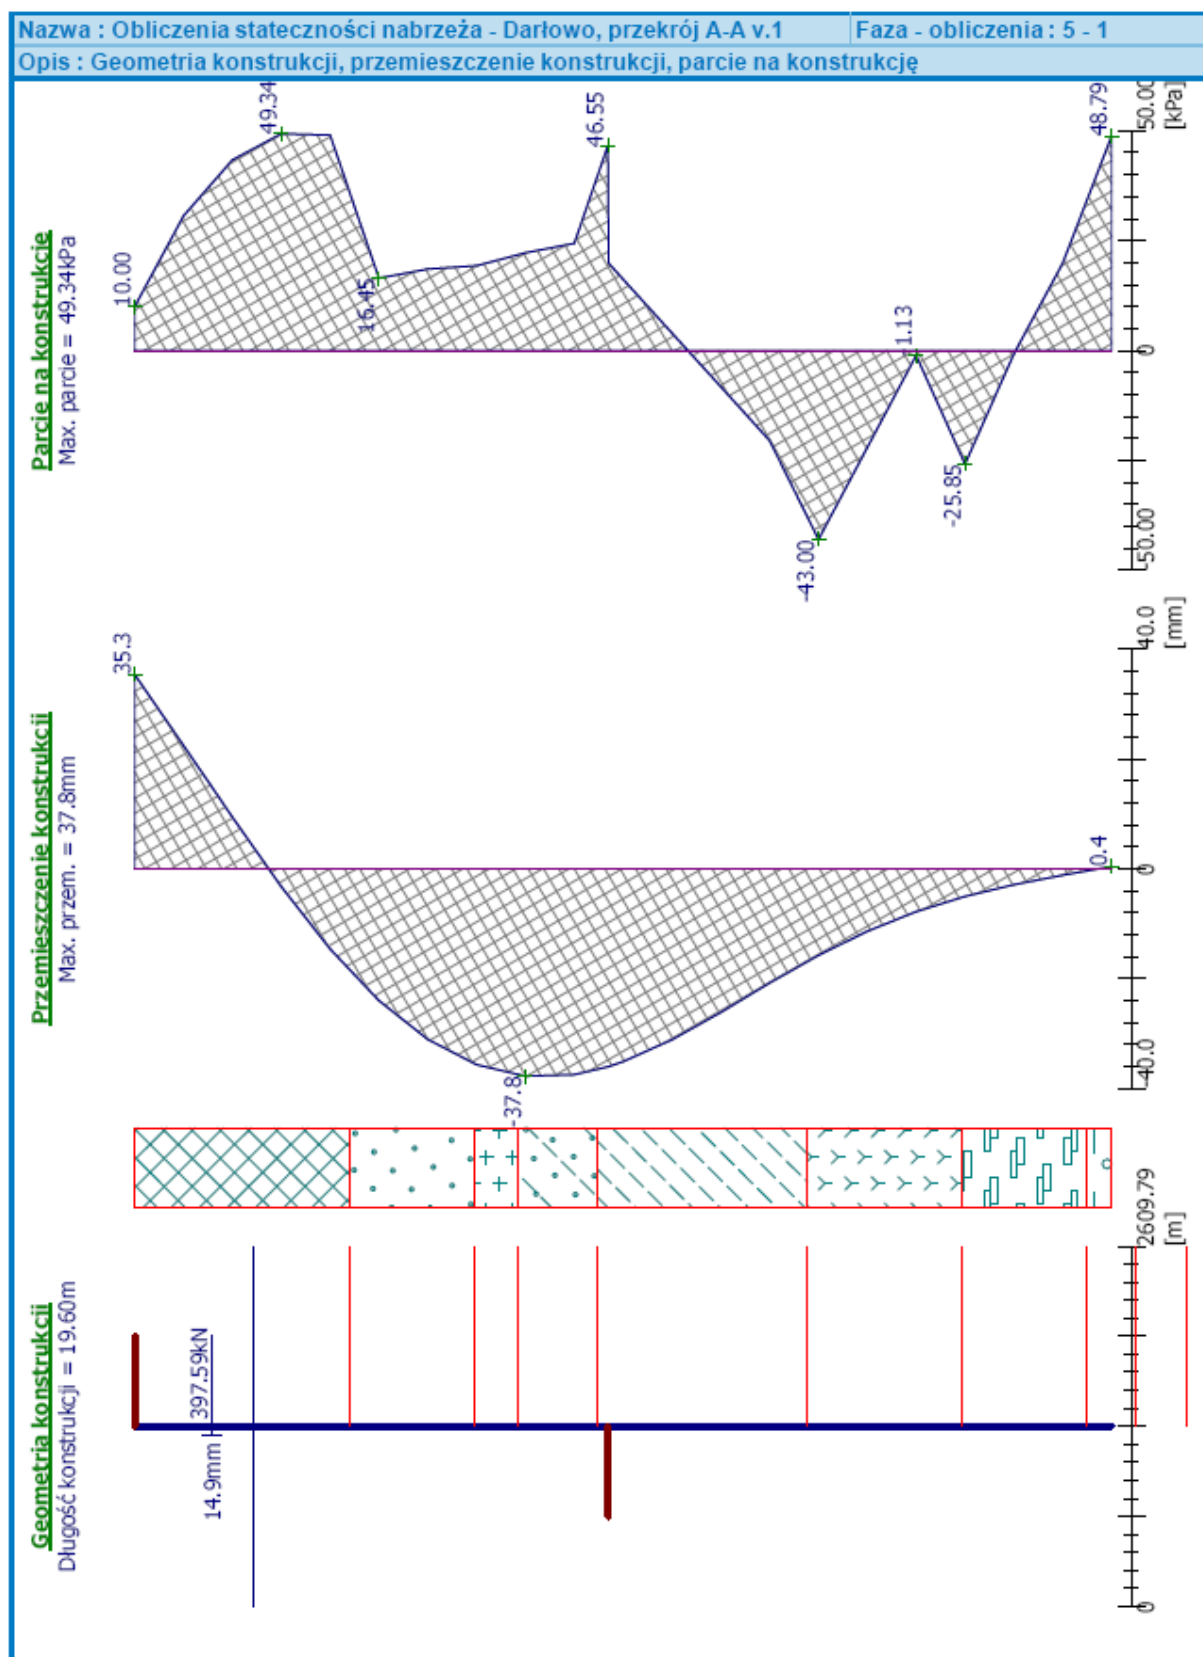 Nazwa : Obliczenia stateczności nabrzeża - Darłowo, przekrój A-A v.1
Faza - obliczenia : 5 - 1
Opis : Geometria konstrukcji, przemieszczenie konstrukcji, parcie na konstrukcję
Geometria konstrukcji
Długość konstrukcji = 19.60m
397.59kN
14.9mm
0
2609.79
[m]
Przemieszczenie konstrukcji
Max. przem. = 37.8mm
35.3
-37.8
0.4
-40.0
0
40.0
[mm]
Parcie na konstrukcje
Max. parcie = 49.34kPa
10.00
49.34
16.45
46.55
-43.00
1.13
-25.85
48.79
-50.00
0
50.00
[kPa]